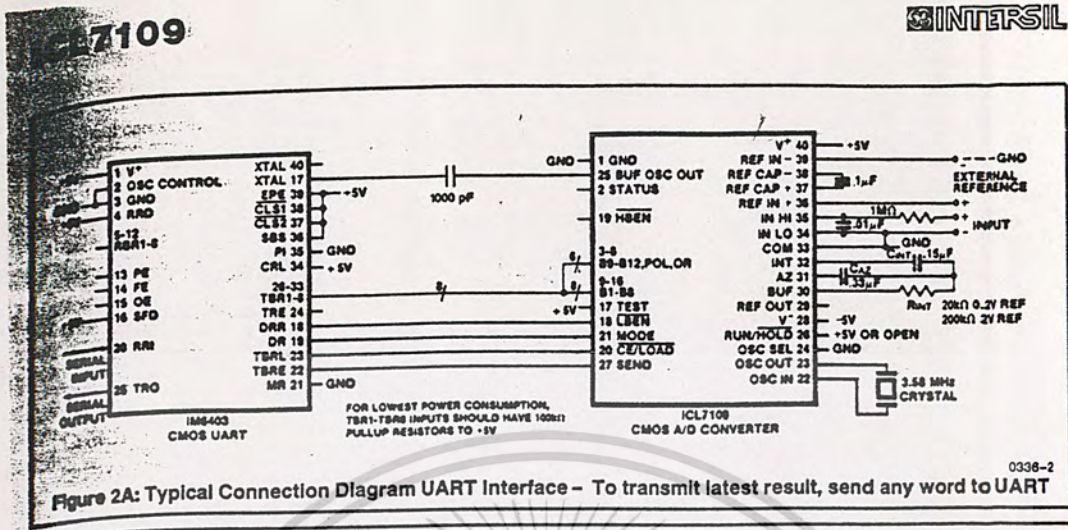 ICL7109
INTERSIL
1 V+
2 OSC CONTROL
3 GND
4 RRD
5-12
RBR1-8
13 PE
14 FE
15 OE
16 SFD
20 RRI
SERIAL
INPUT
25 TRO
SERIAL
OUTPUT
XTAL 40
XTAL 17
EPE 39
CLS1 38
CLS2 37
SBS 36
PI 35
CRL 34
26-33
TBR1-8
TRE 24
DRR 18
DR 19
TBRL 23
TBRE 22
MR 21
+5V
GND
+5V
GND
IM6403
CMOS UART
1000 pF
8
6
8
FOR LOWEST POWER CONSUMPTION,
TBR1-TBR8 INPUTS SHOULD HAVE 100kΩ
PULLUP RESISTORS TO +5V
GND
+5V
1 GND
25 BUF OSC OUT
2 STATUS
19 HBEN
3-8
B9-B12,POL,OR
9-16
B1-B8
17 TEST
18 LBEN
21 MODE
20 CE/LOAD
27 SEND
V+ 40
REF IN - 39
REF CAP - 38
REF CAP + 37
REF IN + 36
IN HI 35
IN LO 34
COM 33
INT 32
AZ 31
BUF 30
REF OUT 29
V- 28
RUN/HOLD 26
OSC SEL 24
OSC OUT 23
OSC IN 22
+5V
GND
EXTERNAL
REFERENCE
.1µF
1MΩ
.01µF
+
-
INPUT
GND
CINT .15µF
CAZ
.33µF
RINT 20kΩ 0.2V REF
200kΩ 2V REF
-5V
+5V OR OPEN
GND
3.58 MHz
CRYSTAL
ICL7109
CMOS A/D CONVERTER
0336-2
Figure 2A: Typical Connection Diagram UART Interface – To transmit latest result, send any word to UART